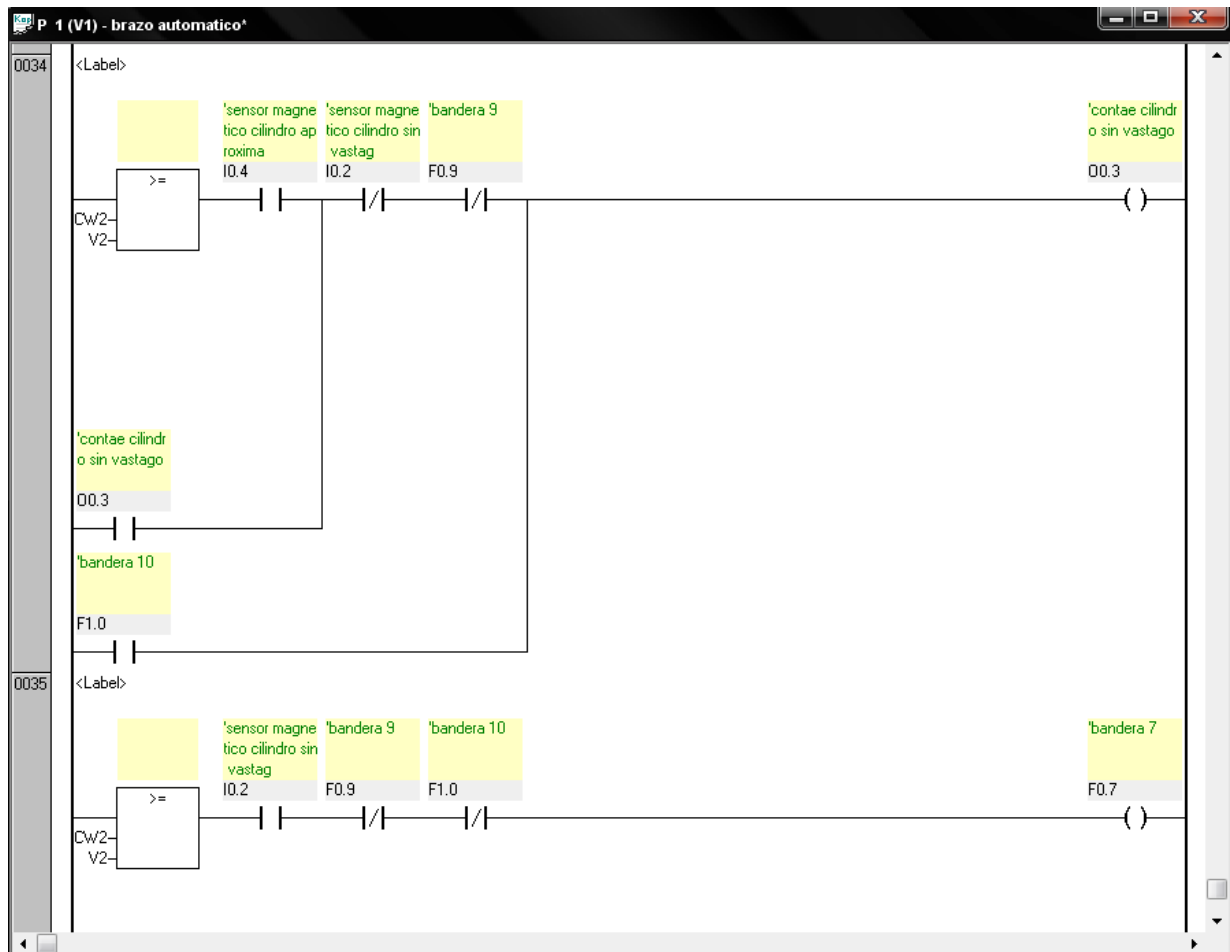 P 1 (V1) - brazo automatico*
0034
<Label>
'sensor magne
tico cilindro ap
roxima
I0.4
'sensor magne
tico cilindro sin
vastag
I0.2
'bandera 9
F0.9
'contae cilindr
o sin vastago
O0.3
>=
CW2
V2
'contae cilindr
o sin vastago
O0.3
'bandera 10
F1.0
0035
<Label>
'sensor magne
tico cilindro sin
vastag
I0.2
'bandera 9
F0.9
'bandera 10
F1.0
'bandera 7
F0.7
>=
CW2
V2